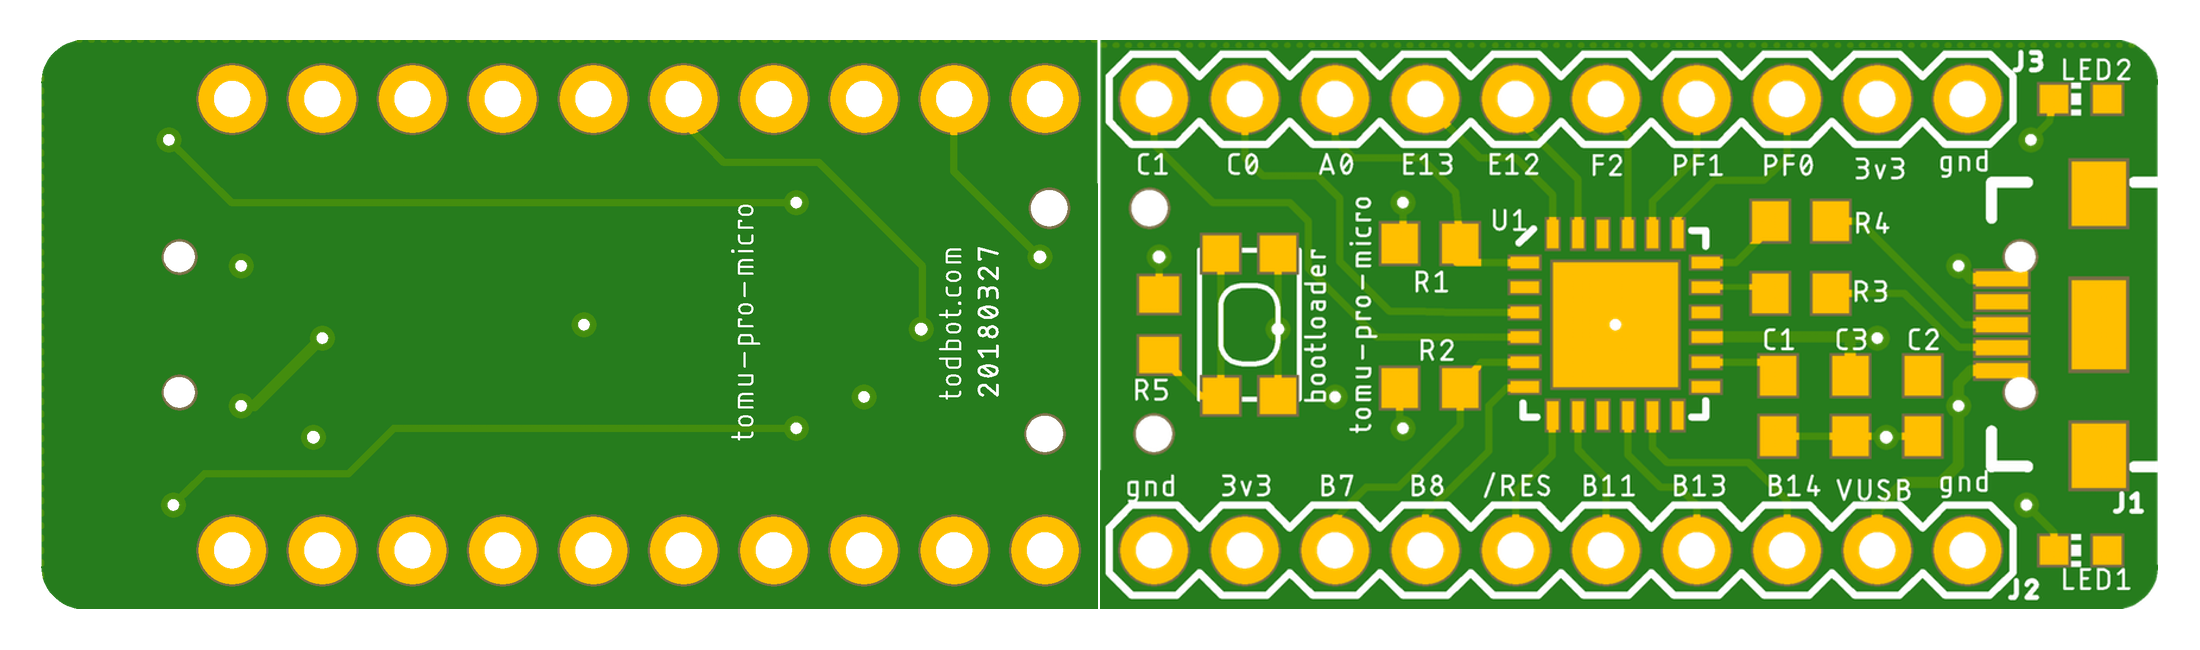 tomu-pro-micro
todbot.com
20180327
J3
LED2
C1 C0 A0 E13 E12 F2 PF1 PF0 3v3 gnd
U1
R4
R1
R3
bootloader
tomu-pro-micro
R2
C1 C3 C2
R5
gnd 3v3 B7 B8 /RES B11 B13 B14 VUSB gnd
J1
LED1
J2